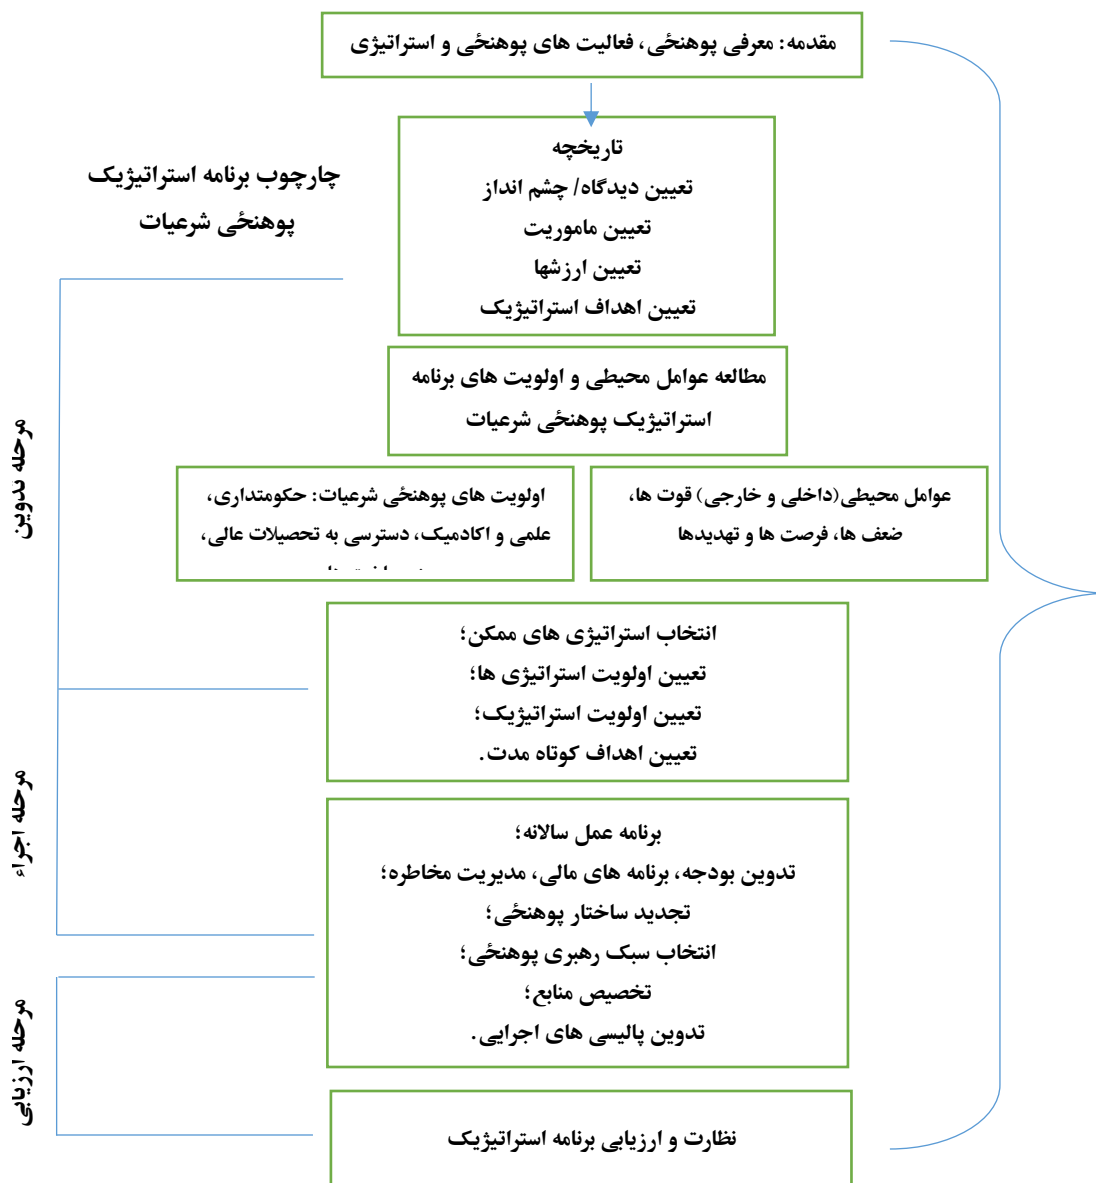 مقدمه: معرفی پوهنځی، فعالیت های پوهنځی و استراتیژی
چارچوب برنامه استراتیژیک
پوهنځی شرعیات
تاریخچه
تعیین دیدگاه/ چشم انداز
تعیین ماموریت
تعیین ارزشها
تعیین اهداف استراتیژیک
مطالعه عوامل محیطی و اولویت های برنامه
استراتیژیک پوهنځی شرعیات
عوامل محیطی(داخلی و خارجی) قوت ها،
ضعف ها، فرصت ها و تهدیدها
اولویت های پوهنځی شرعیات: حکومتداری،
علمی و اکادمیک، دسترسی به تحصیلات عالی،
مرحله تدوین
انتخاب استراتیژی های ممکن؛
تعیین اولویت استراتیژی ها؛
تعیین اولویت استراتیژیک؛
تعیین اهداف کوتاه مدت.
مرحله اجراء
برنامه عمل سالانه؛
تدوین بودجه، برنامه های مالی، مدیریت مخاطره؛
تجدید ساختار پوهنځی؛
انتخاب سبک رهبری پوهنځی؛
تخصیص منابع؛
تدوین پالیسی های اجرایی.
مرحله ارزیابی
نظارت و ارزیابی برنامه استراتیژیک